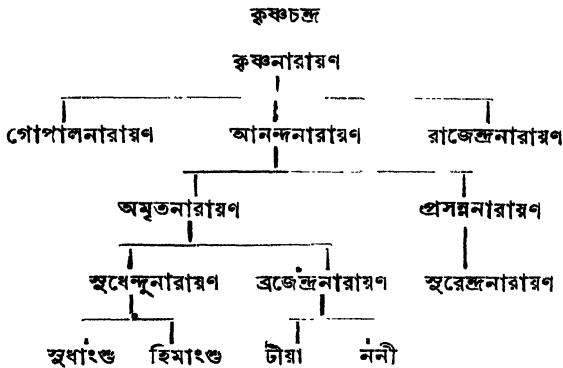 কৃষ্ণচন্দ্র
কৃষ্ণনারায়ণ
গোপালনারায়ণ আনন্দনারায়ণ রাজেন্দ্রনারায়ণ
অমৃতনারায়ণ প্রসন্ননারায়ণ
সুধেন্দুনারায়ণ ব্রজেন্দ্রনারায়ণ সুরেন্দ্রনারায়ণ
সুধাংশু হিমাংশু টীয়া ননী